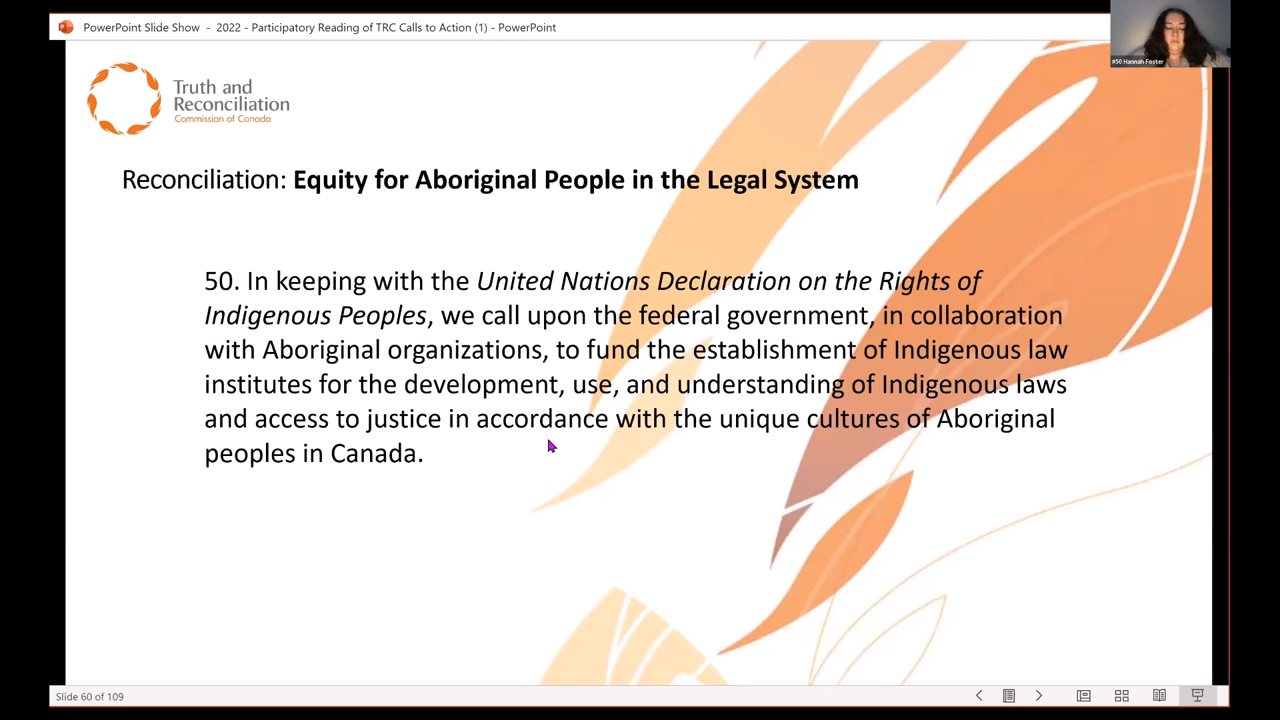 PowerPoint Slide Show - 2022 - Participatory Reading of TRC Calls to Action (1) - PowerPoint
#50 Hannah Foster
Truth and
Reconciliation
Commission of Canada
Reconciliation: Equity for Aboriginal People in the Legal System
50. In keeping with the United Nations Declaration on the Rights of
Indigenous Peoples, we call upon the federal government, in collaboration
with Aboriginal organizations, to fund the establishment of Indigenous law
institutes for the development, use, and understanding of Indigenous laws
and access to justice in accordance with the unique cultures of Aboriginal
peoples in Canada.
Slide 60 of 109